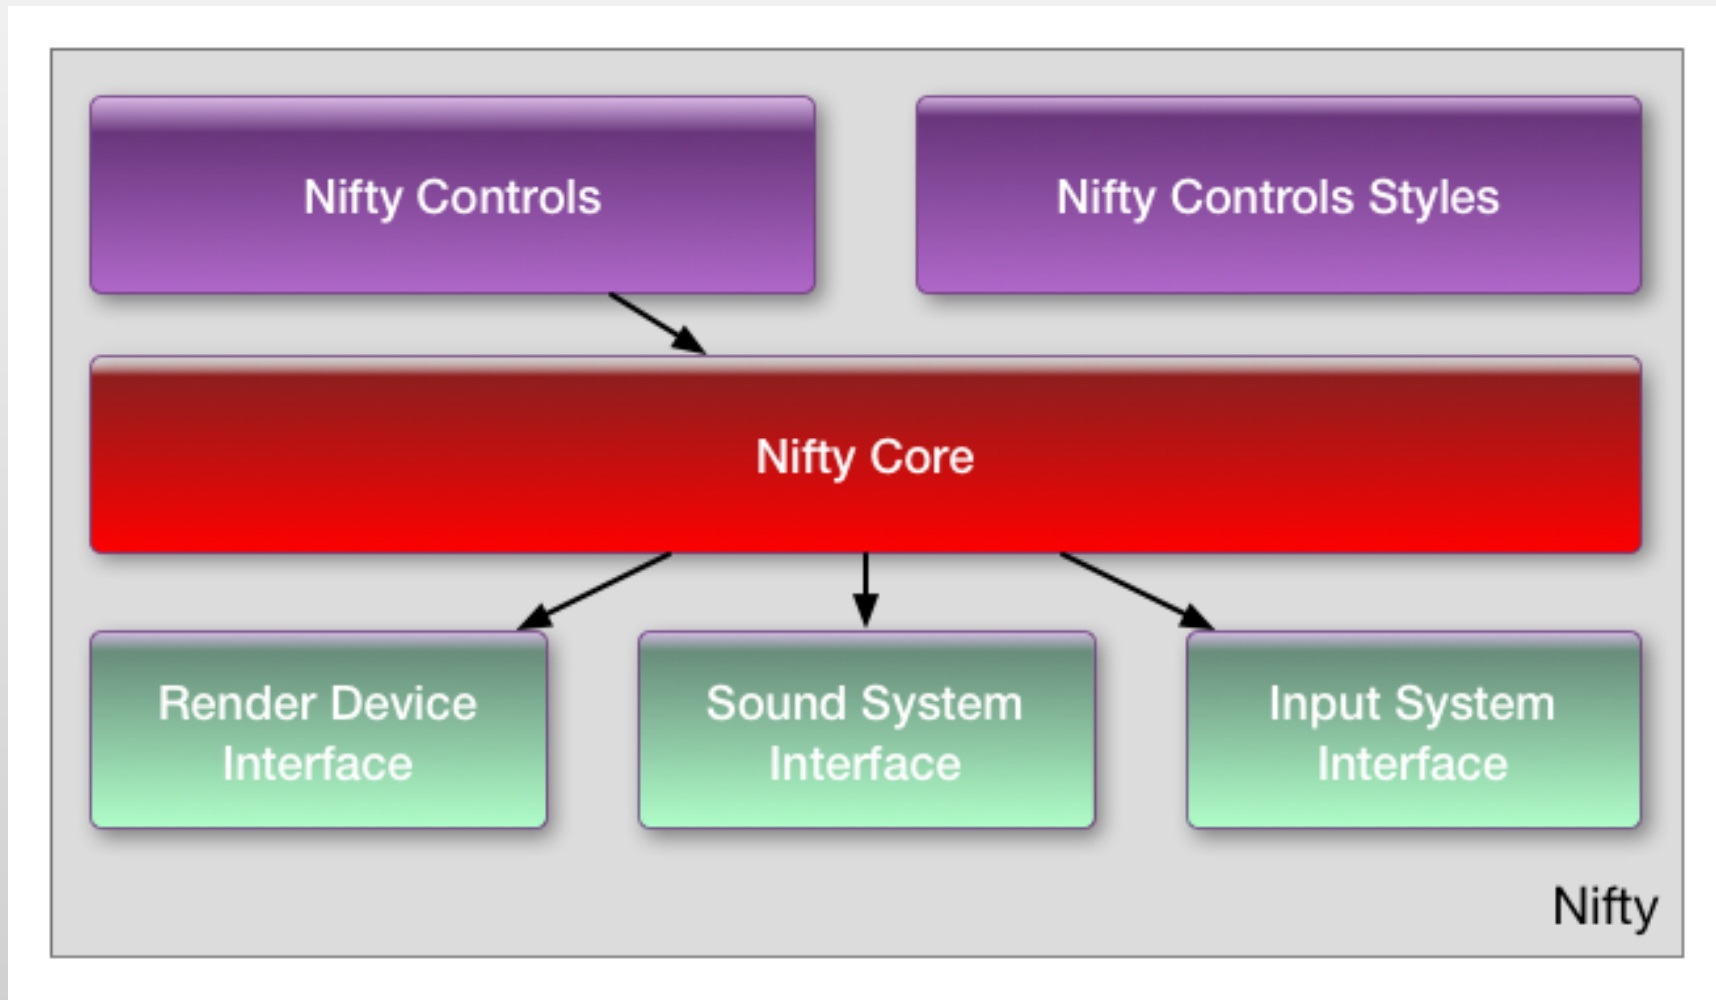 Nifty Controls
Nifty Controls Styles
Nifty Core
Render Device
Interface
Sound System
Interface
Input System
Interface
Nifty